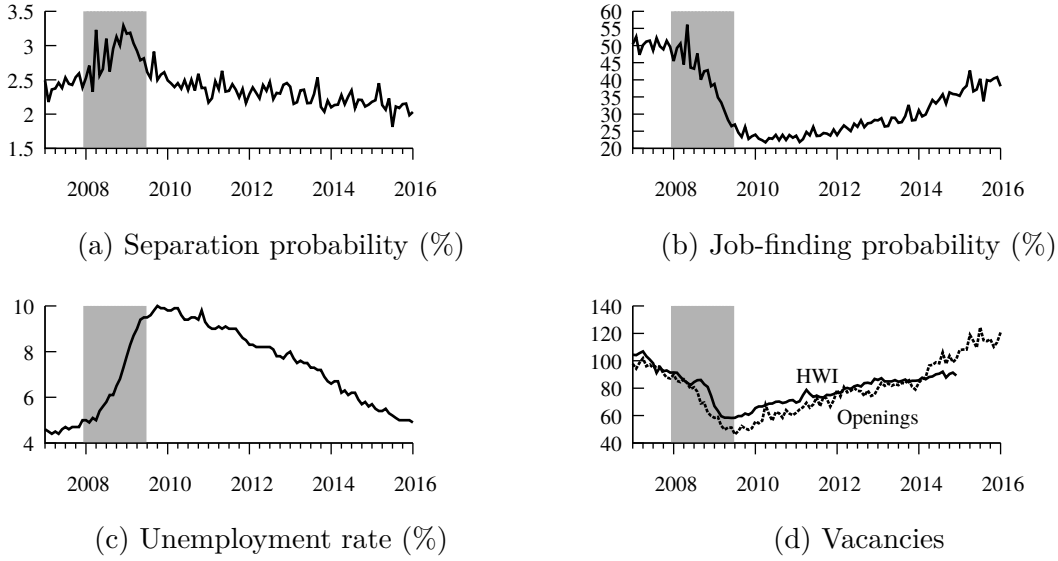 3.5
3
2.5
2
1.5
2008 2010 2012 2014 2016
(a) Separation probability (%)
60
55
50
45
40
35
30
25
20
2008 2010 2012 2014 2016
(b) Job-finding probability (%)
10
8
6
4
2008 2010 2012 2014 2016
(c) Unemployment rate (%)
140
120
100
80
60
40
HWI
Openings
2008 2010 2012 2014 2016
(d) Vacancies